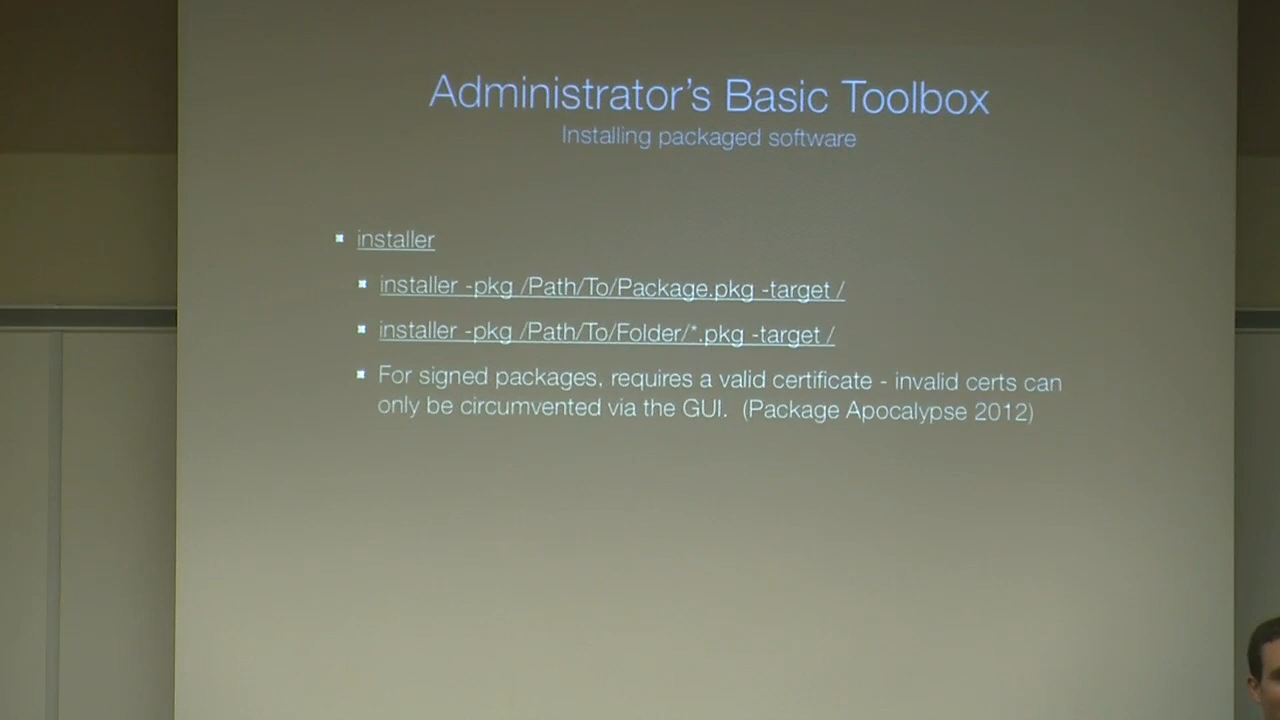 Administrator's Basic Toolbox
Installing packaged software
installer
installer -pkg /Path/To/Package.pkg -target /
installer -pkg /Path/To/Folder/*.pkg -target /
For signed packages, requires a valid certificate - invalid certs can
only be circumvented via the GUI. (Package Apocalypse 2012)